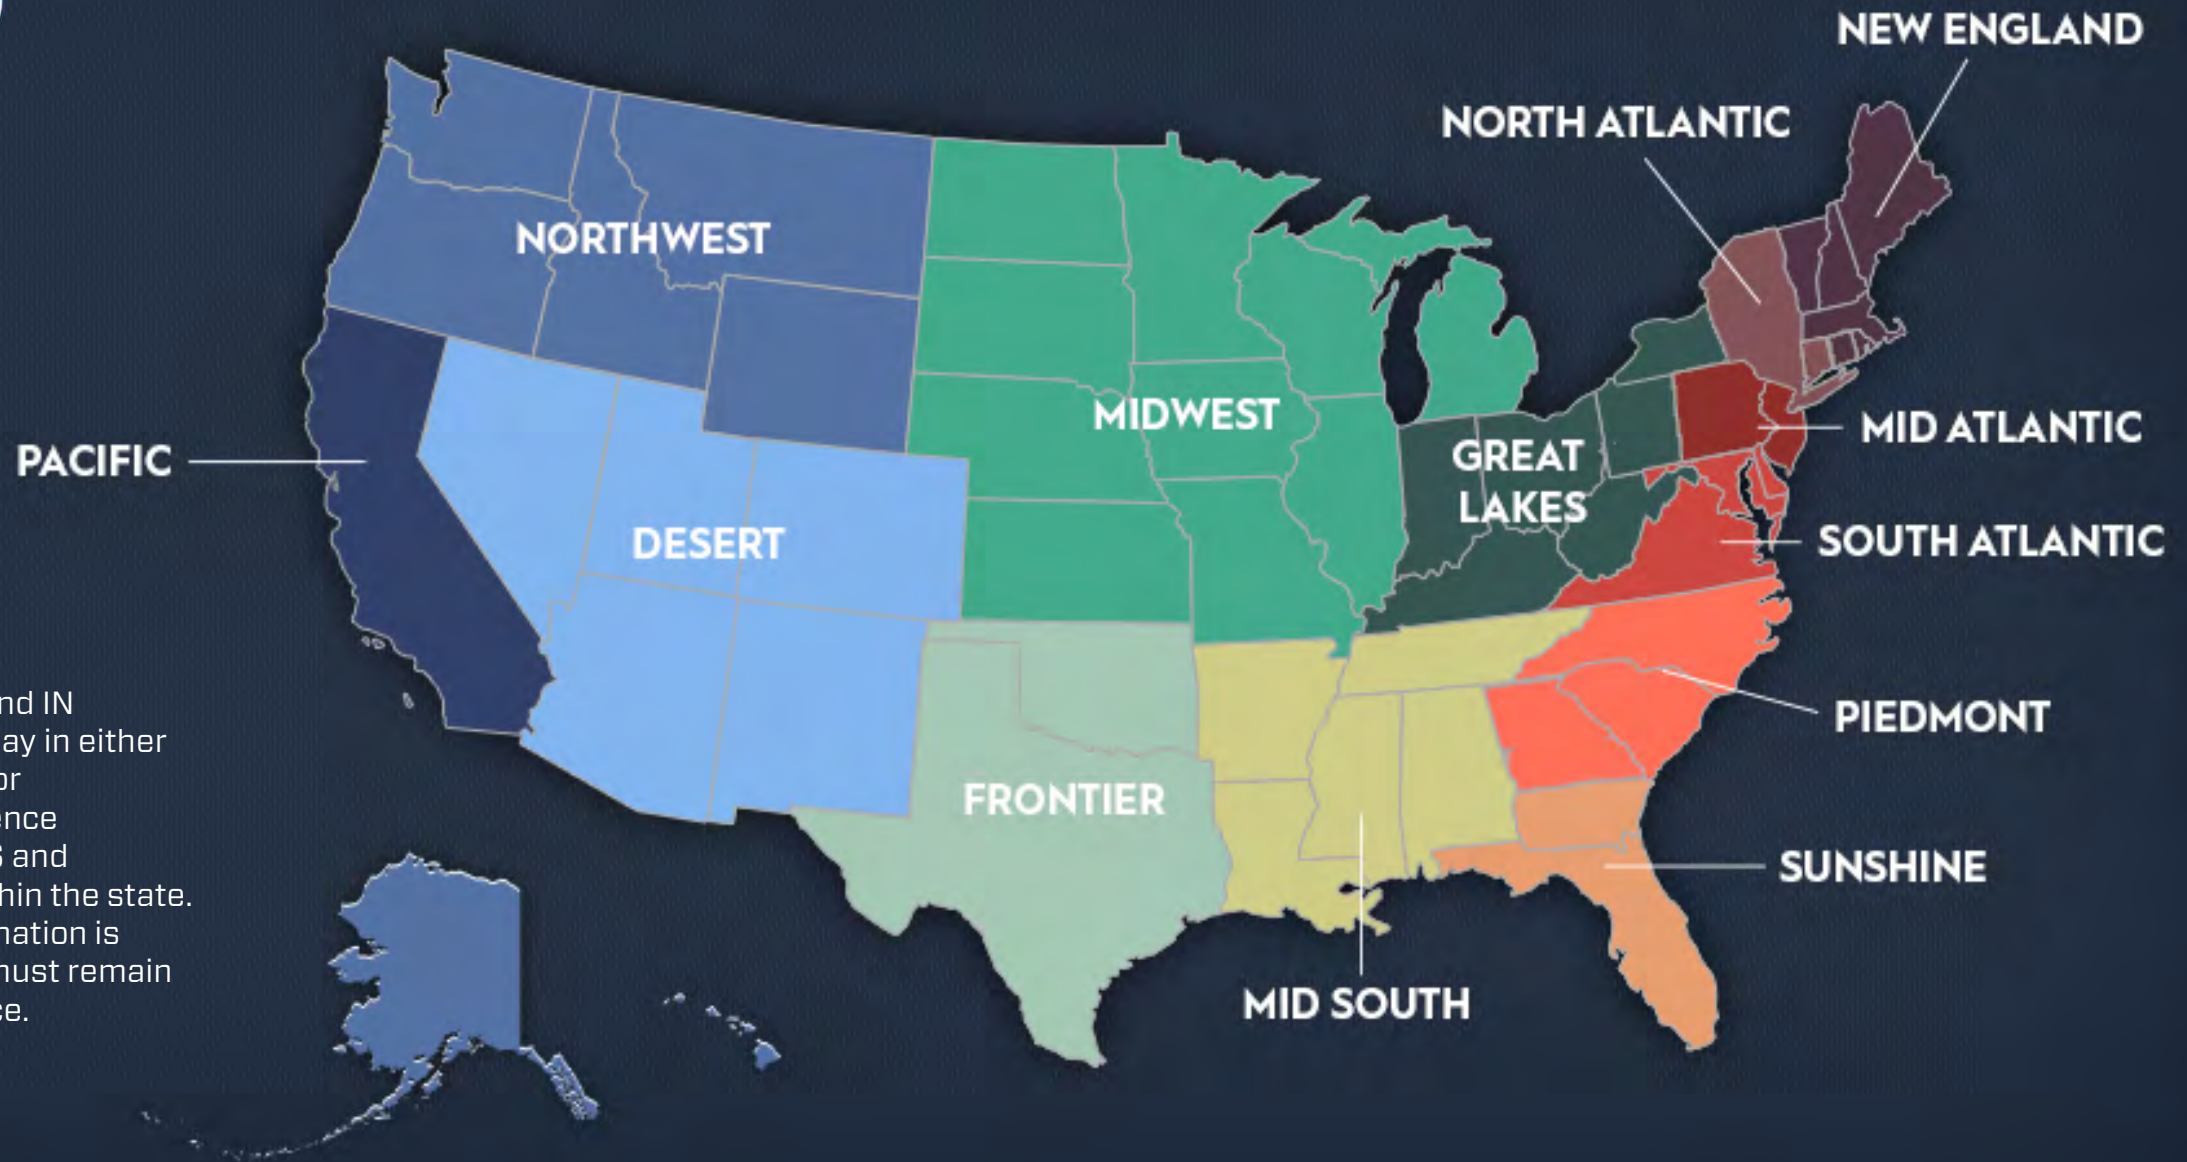 NEW ENGLAND
NORTH ATLANTIC
NORTHWEST
MIDWEST
MID ATLANTIC
GREAT
LAKES
PACIFIC
DESERT
SOUTH ATLANTIC
PIEDMONT
FRONTIER
SUNSHINE
MID SOUTH
nd IN
ay in either
or
ence
and
hin the state.
nation is
must remain
ce.